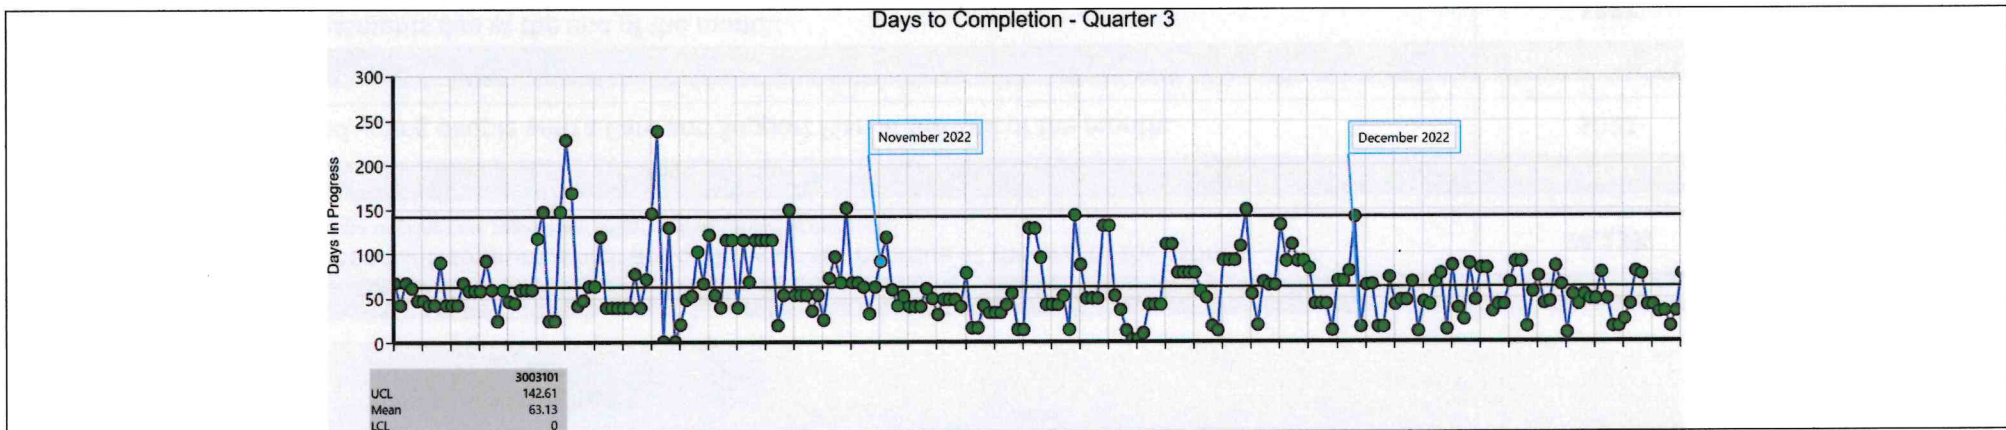 Days to Completion - Quarter 3
300
250
200
150
100
50
0
Days In Progress
November 2022
December 2022
3003101
UCL 142.61
Mean 63.13
LCL 0